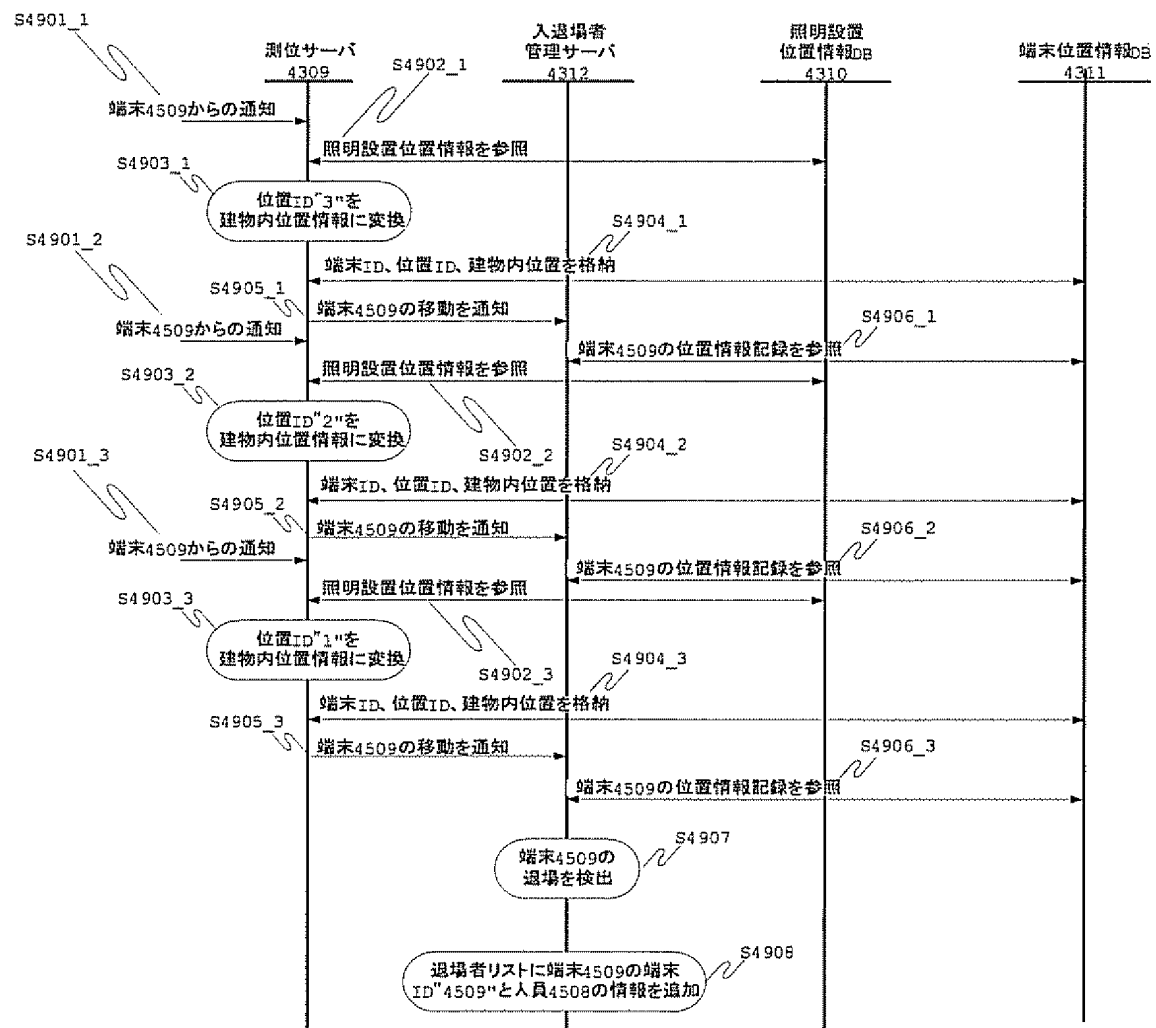 S4901_1
測位サーバ
4309
S4902_1
入退場者
管理サーバ
4312
照明設置
位置情報DB
4310
端末位置情報DB
4311
端末4509からの通知
照明設置位置情報を参照
S4903_1
位置ID"3"を
建物内位置情報に変換
S4904_1
S4901_2
端末ID、位置ID、建物内位置を格納
S4905_1
端末4509の移動を通知
S4906_1
端末4509からの通知
端末4509の位置情報記録を参照
照明設置位置情報を参照
S4903_2
位置ID"2"を
建物内位置情報に変換
S4902_2
S4904_2
S4901_3
端末ID、位置ID、建物内位置を格納
S4905_2
端末4509の移動を通知
S4906_2
端末4509からの通知
端末4509の位置情報記録を参照
照明設置位置情報を参照
S4903_3
位置ID"1"を
建物内位置情報に変換
S4902_3
S4904_3
端末ID、位置ID、建物内位置を格納
S4905_3
端末4509の移動を通知
S4906_3
端末4509の位置情報記録を参照
S4907
端末4509の
退場を検出
S4908
退場者リストに端末4509の端末
ID"4509"と人員4508の情報を追加